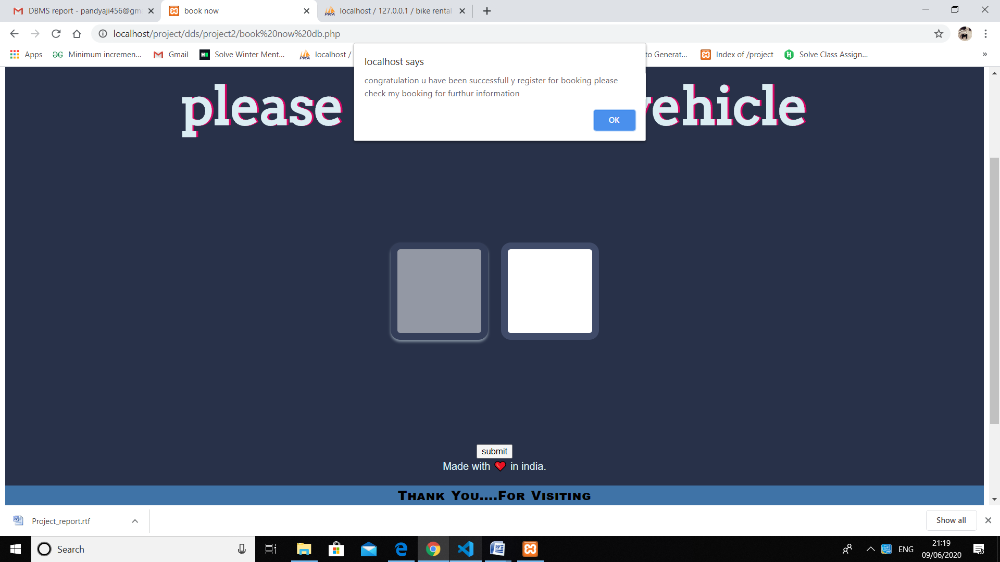 DBMS report - pandyaji456@gm
book now
localhost / 127.0.0.1 / bike rental
localhost/project/dds/project2/book%20now%20db.php
Apps
Minimum incremen...
Gmail
Solve Winter Ment...
localhost /
to Generat...
Index of /project
Solve Class Assign...
localhost says
congratulation u have been successfull y register for booking please
check my booking for furthur information
OK
please vehicle
submit
Made with ❤ in india.
Thank You....For Visiting
Project_report.rtf
Show all
Search
ENG
21:19
09/06/2020